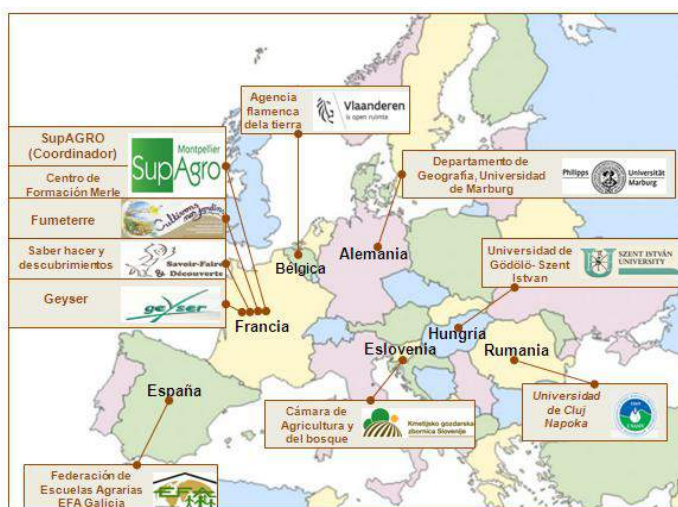 Agencia
flamenca
dela tierra
Vlaanderen
is open ruimte
SupAGRO
(Coordinador)
Montpellier
SupAgro
Centro de
Formación Merle
Fumeterre
Cultivons
Saber hacer y
descubrimientos
Savoir-Faire
& Découverte
Geyser
geyser
Departamento de
Geografía, Universidad
de Marburg
Philipps
Universität
Marburg
Universidad de
Gödölö- Szent
Istvan
SZENT ISTVÁN
UNIVERSITY
Bélgica
Alemania
Francia
Hungría
Eslovenia
Rumania
España
Cámara de
Agricultura y
del bosque
Kmetijsko gozdarska
zbornica Slovenije
Universidad
de Cluj
Napoka
Federación de
Escuelas Agrarias
EFA Galicia
EFA